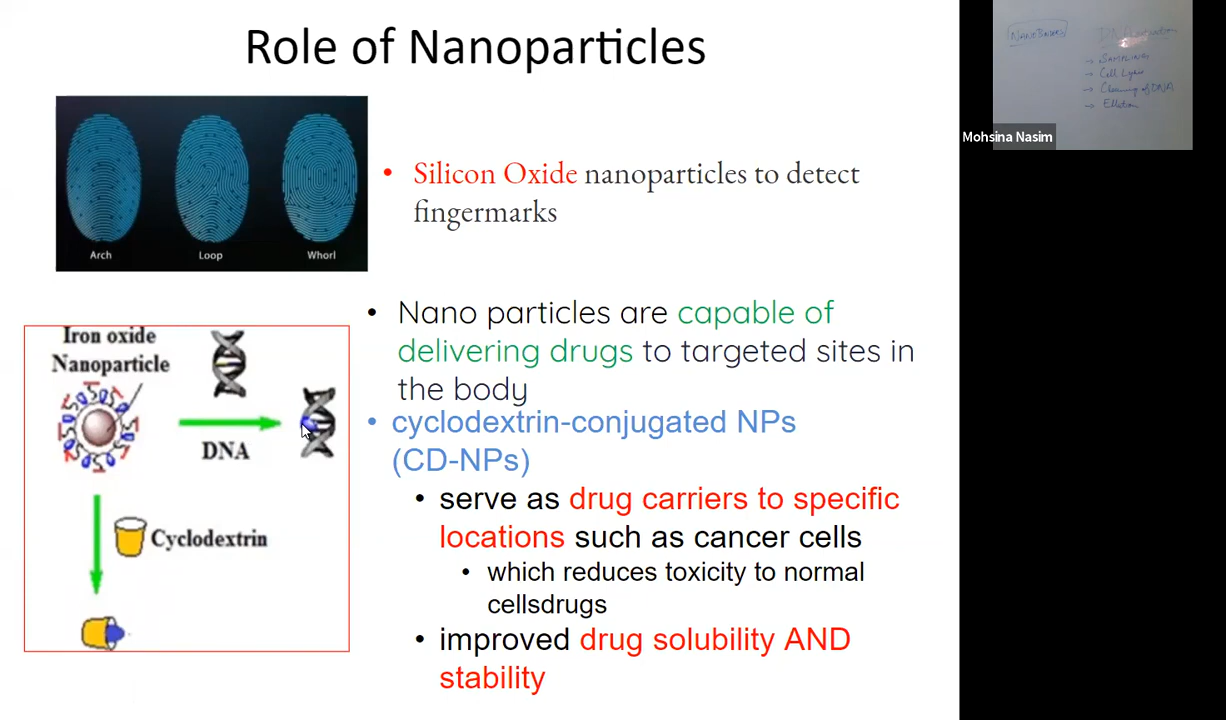 Role of Nanoparticles
Arch Loop Whorl
• Silicon Oxide nanoparticles to detect
fingermarks
Iron oxide
Nanoparticle
DNA
Cyclodextrin
• Nano particles are capable of
delivering drugs to targeted sites in
the body
• cyclodextrin-conjugated NPs
(CD-NPs)
• serve as drug carriers to specific
locations such as cancer cells
• which reduces toxicity to normal
cellsdrugs
• improved drug solubility AND
stability
→ Cell Lysis
of DNA
Mohsina Nasim